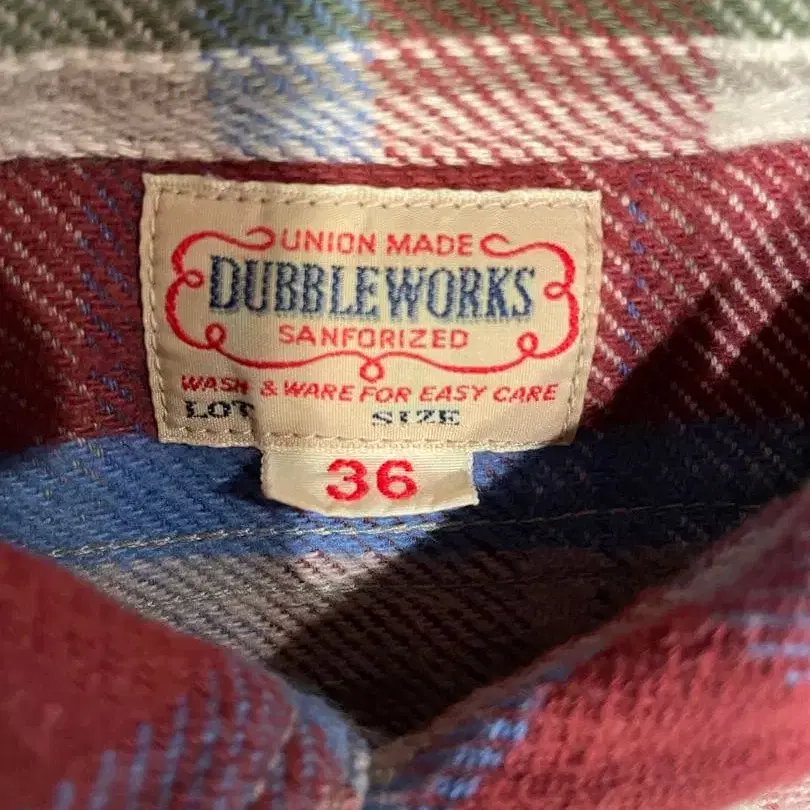 UNION MADE
DUBBLEWORKS
SANFORIZED
WASH & WARE FOR EASY CARE
LOT SIZE
36